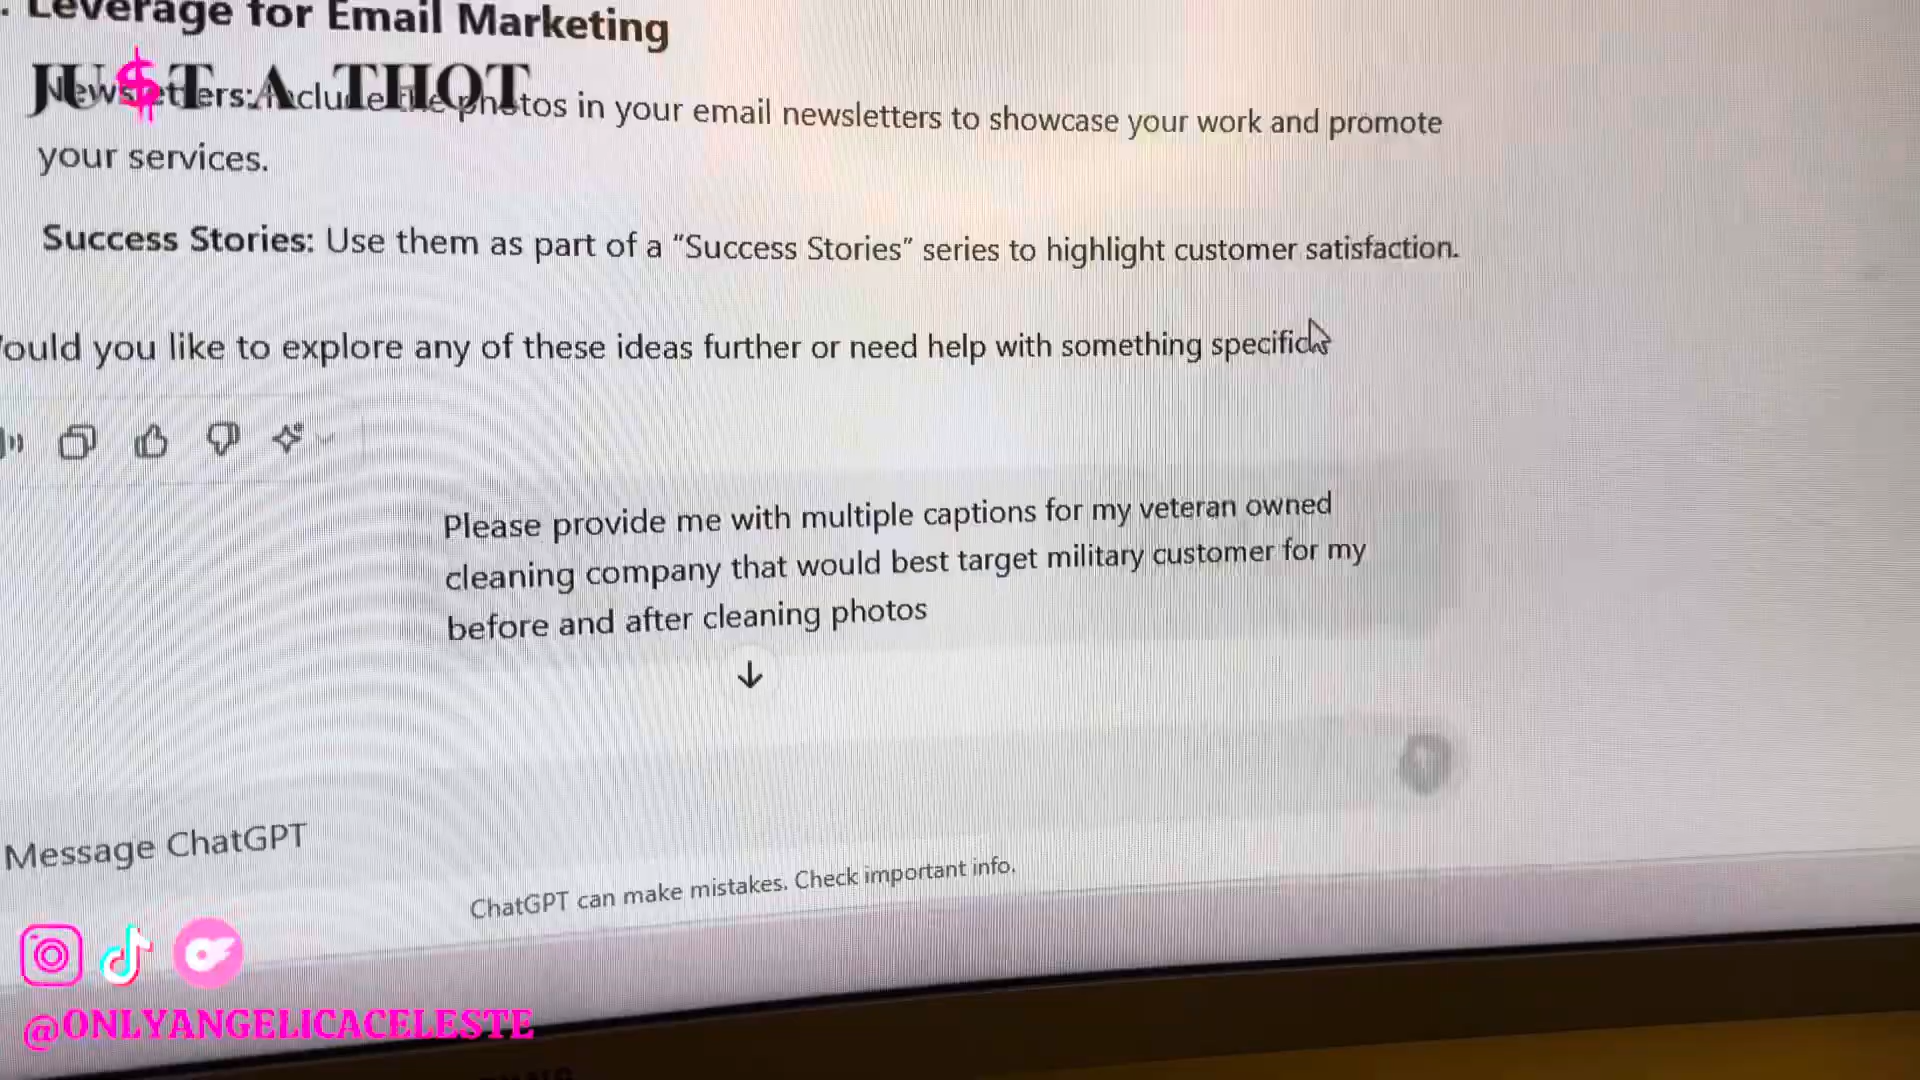 . Leverage for Email Marketing
JU$T A THOT
Newsletters: Include the photos in your email newsletters to showcase your work and promote
your services.
Success Stories: Use them as part of a “Success Stories” series to highlight customer satisfaction.
ould you like to explore any of these ideas further or need help with something specific
Please provide me with multiple captions for my veteran owned
cleaning company that would best target military customer for my
before and after cleaning photos
Message ChatGPT
ChatGPT can make mistakes. Check important info.
@ONLYANGELICACELESTE